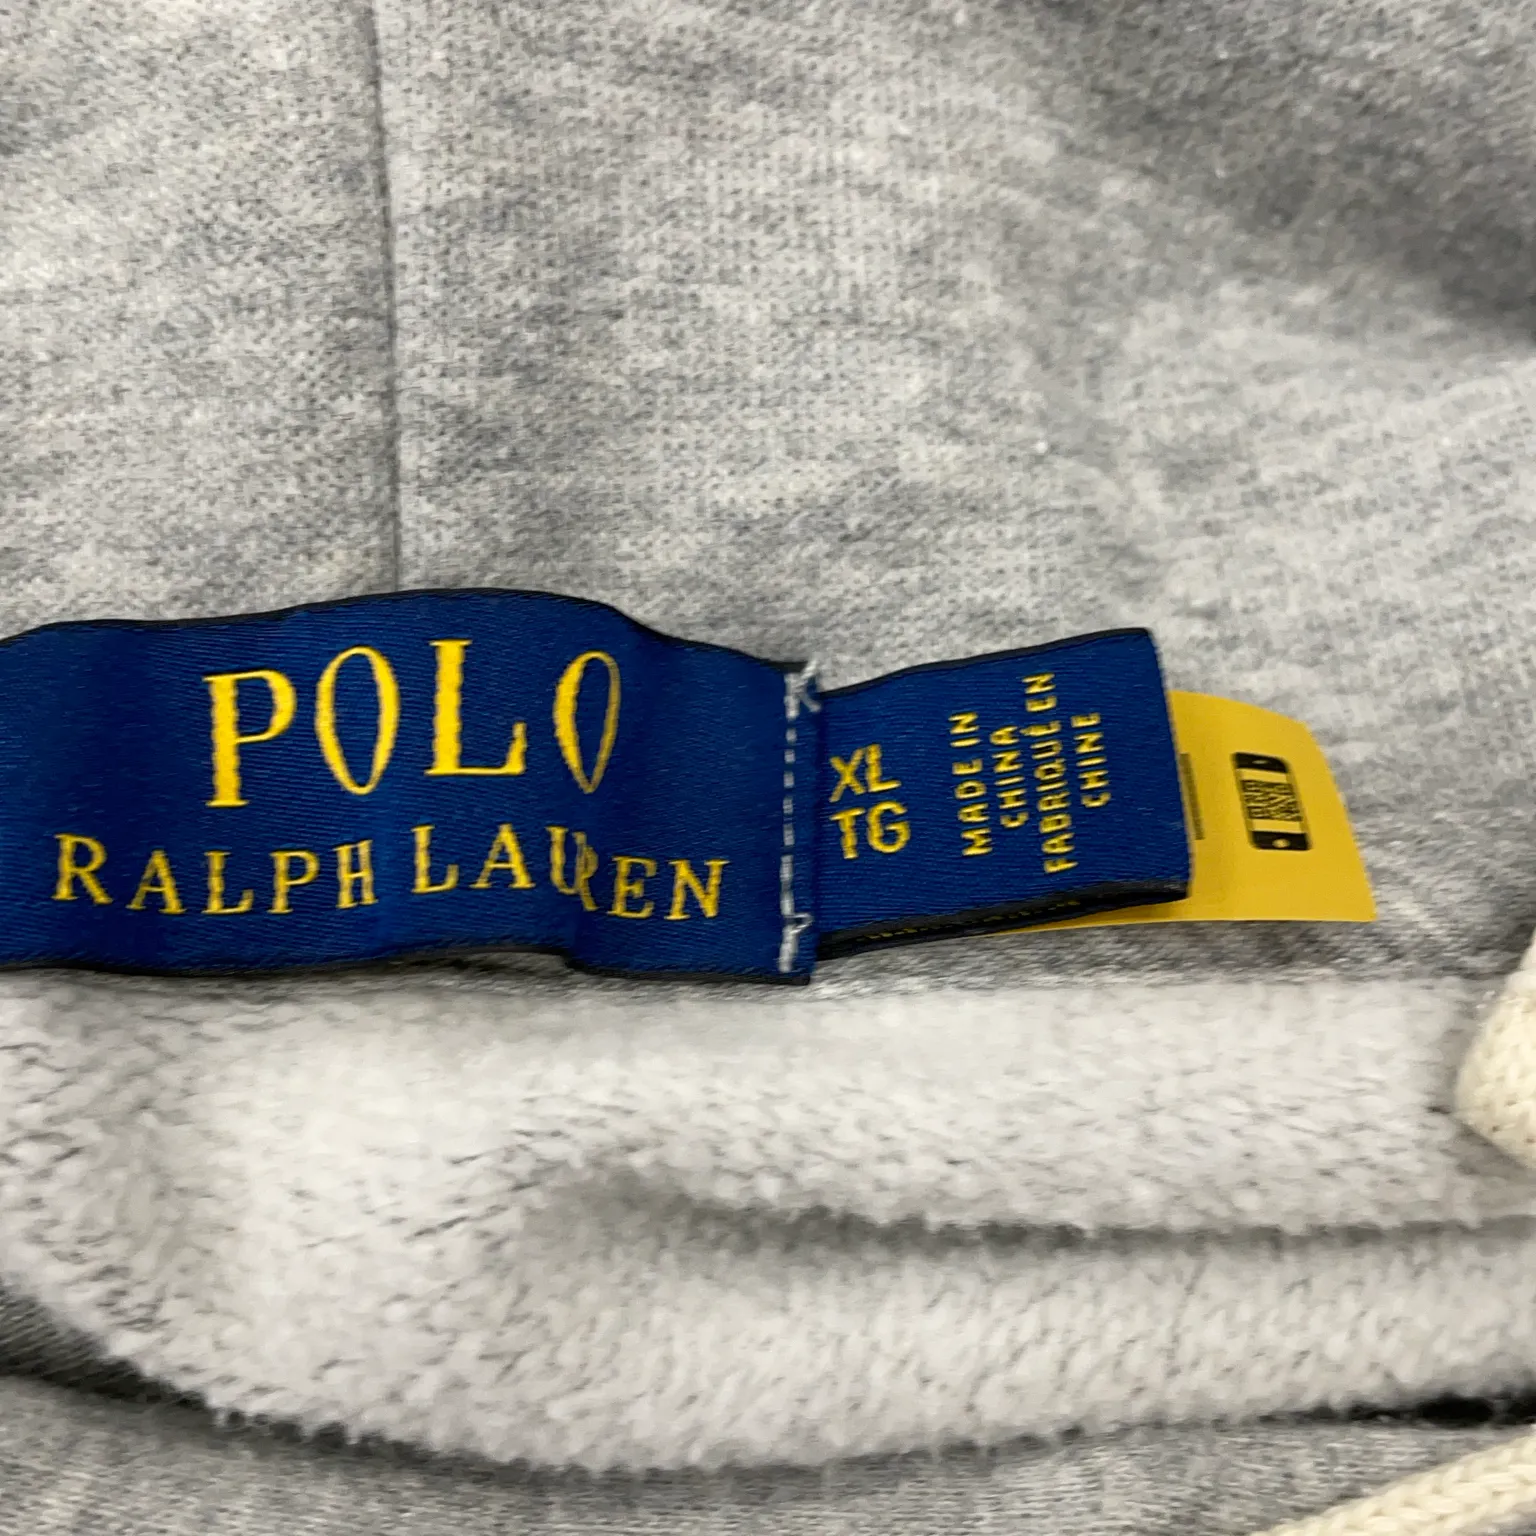 POLO
RALPH LAUREN
XL
TG
MADE IN
CHINA
FABRIQUÉ EN
CHINE